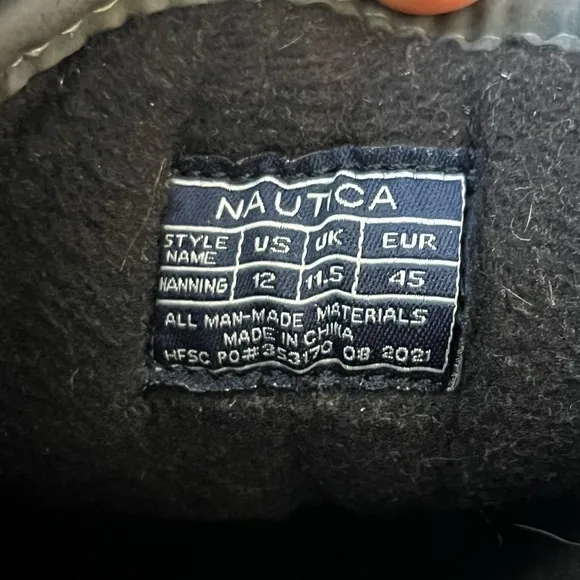 NAUTICA
STYLE NAME US UK EUR
MANNING 12 11.5 45
ALL MAN-MADE MATERIALS
MADE IN CHINA
HFSC PO# 353170 08 2021